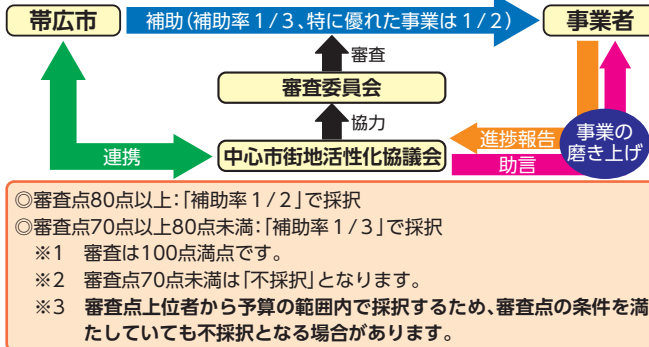 帯広市
補助（補助率１/３、特に優れた事業は１/２）
事業者
審査
審査委員会
協力
連携
中心市街地活性化協議会
進捗報告
助言
事業の
磨き上げ
◎審査点80点以上：「補助率１/２」で採択
◎審査点70点以上80点未満：「補助率１/３」で採択
※1　審査は100点満点です。
※2　審査点70点未満は「不採択」となります。
※3　審査点上位者から予算の範囲内で採択するため、審査点の条件を満
たしていても不採択となる場合があります。